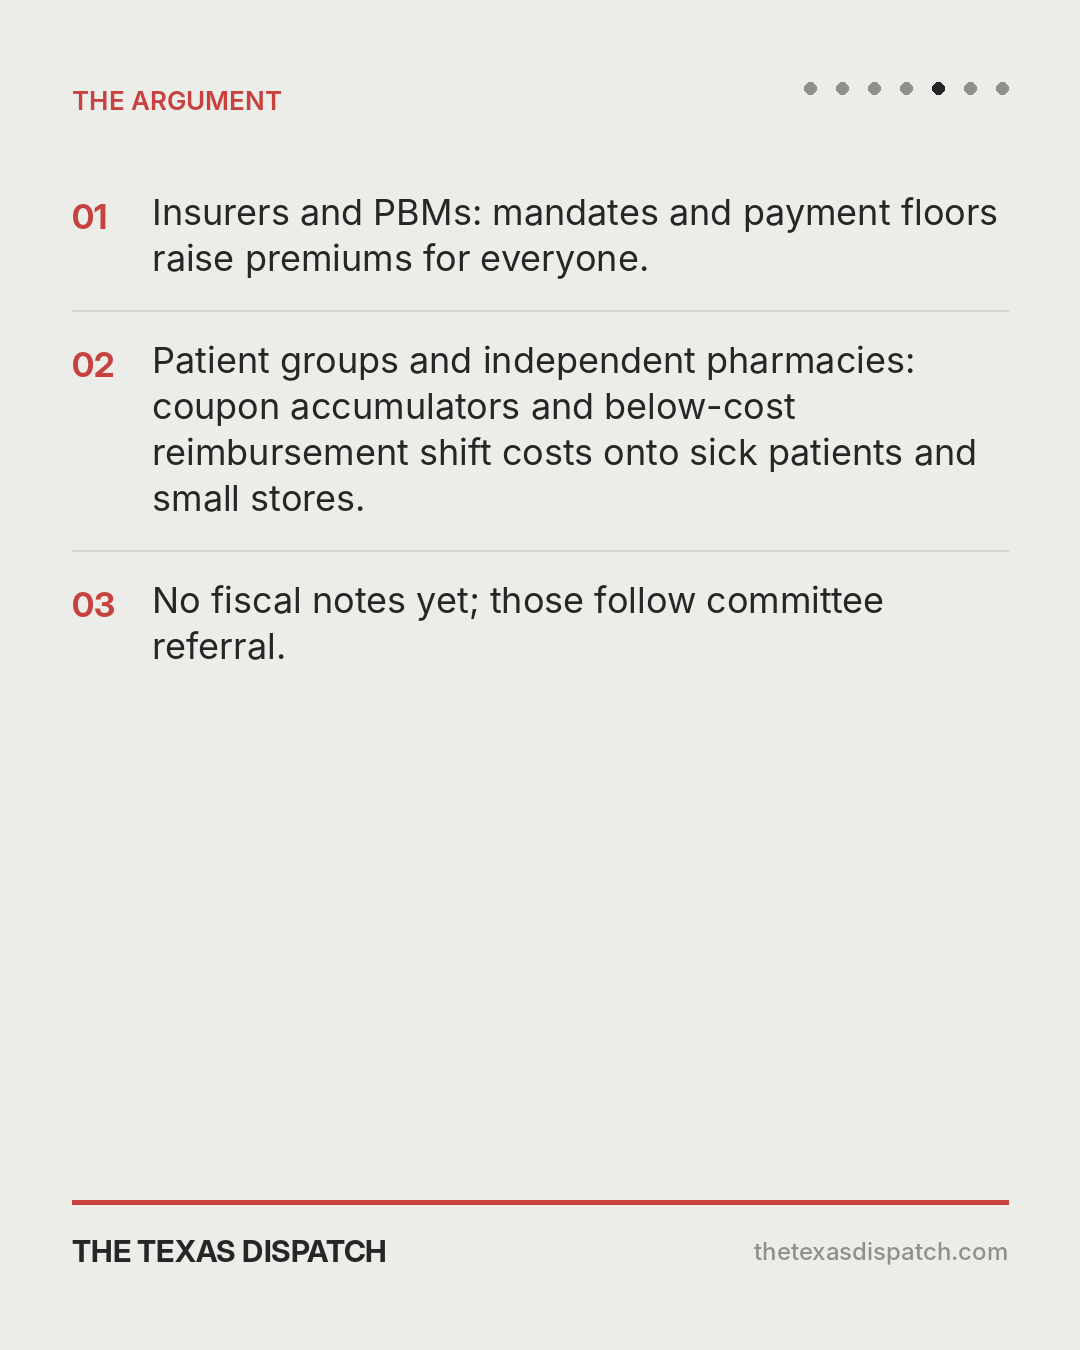 THE ARGUMENT
01 Insurers and PBMs: mandates and payment floors
raise premiums for everyone.
02 Patient groups and independent pharmacies:
coupon accumulators and below-cost
reimbursement shift costs onto sick patients and
small stores.
03 No fiscal notes yet; those follow committee
referral.
THE TEXAS DISPATCH
thetexasdispatch.com